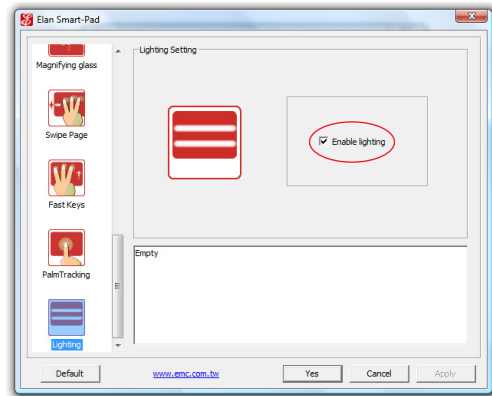 Elan Smart-Pad
Magnifying glass
Swipe Page
Fast Keys
PalmTracking
Lighting
Lighting Setting
Enable lighting
Empty
Default
www.emc.com.tw
Yes
Cancel
Apply